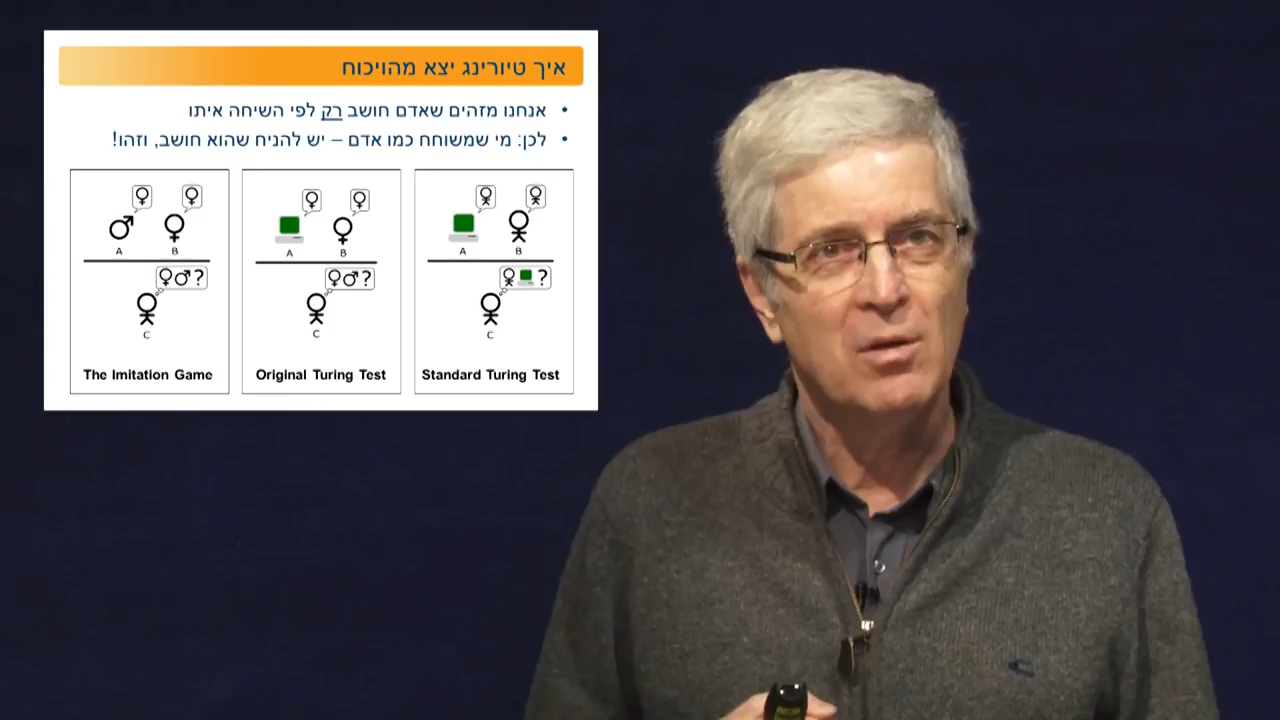 איך טיורינג יצא מהויכוח
• אנחנו מזהים שאדם חושב רק לפי השיחה איתו
• לכן: מי שמשוחח כמו אדם – יש להניח שהוא חושב, וזהו!
A B
?
C
The Imitation Game
A B
?
C
Original Turing Test
A B
?
C
Standard Turing Test